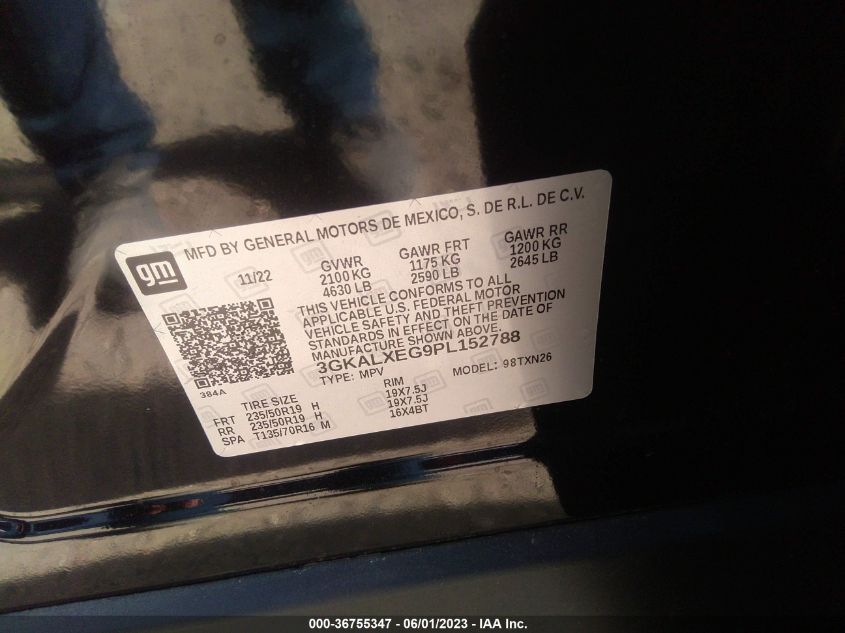 gm
MFD BY GENERAL MOTORS DE MEXICO, S. DE R.L. DE C.V.
11/22
GVWR GAWR FRT GAWR RR
2100 KG 1175 KG 1200 KG
4630 LB 2590 LB 2645 LB
THIS VEHICLE CONFORMS TO ALL
APPLICABLE U.S. FEDERAL MOTOR
VEHICLE SAFETY AND THEFT PREVENTION
STANDARDS IN EFFECT ON THE DATE OF
MANUFACTURE SHOWN ABOVE.
3GKALXEG9PL152788
TYPE: MPV MODEL: 98TXN26
384A
TIRE SIZE RIM
FRT 235/50R19 H 19X7.5J
RR 235/50R19 H 19X7.5J
SPA T135/70R16 M 16X4BT
000-36755347 - 06/01/2023 - IAA Inc.